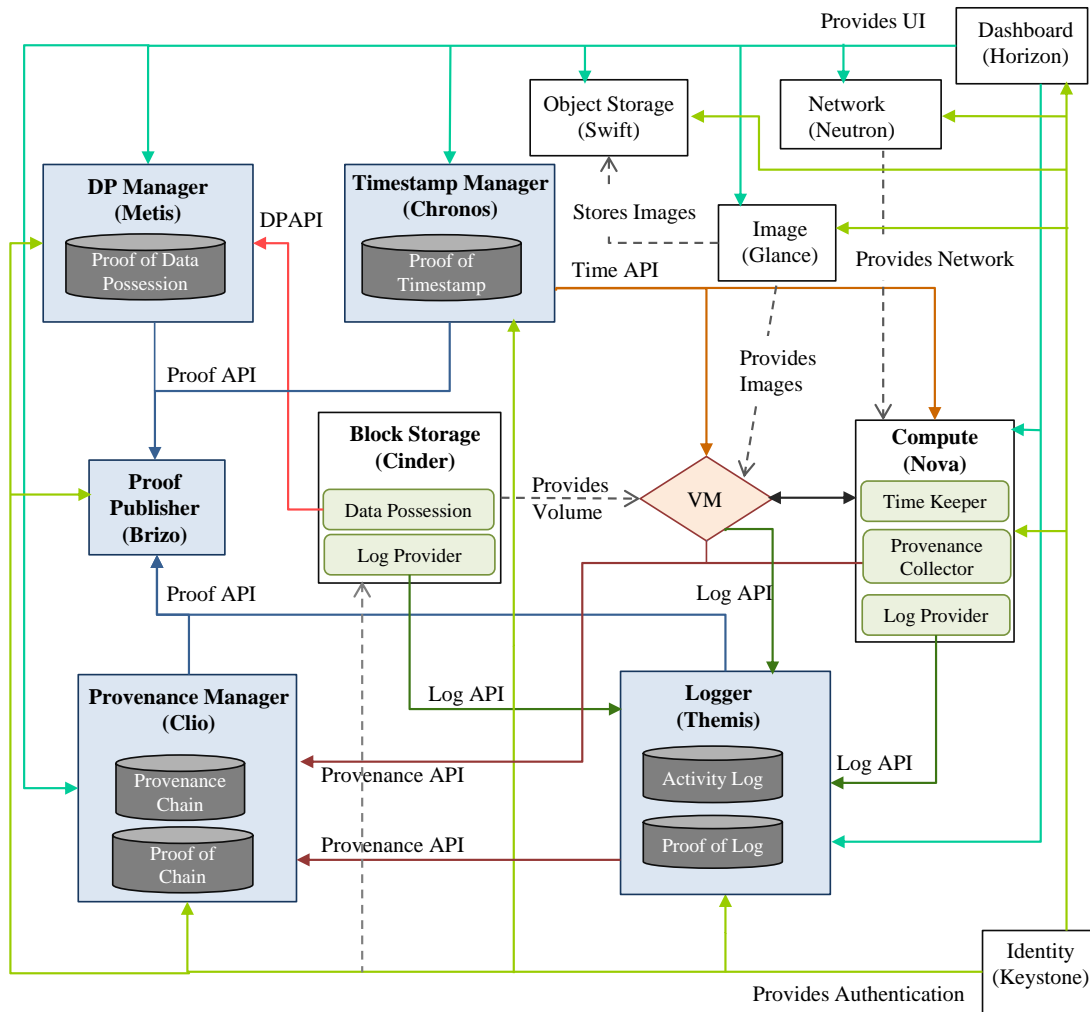 Provides UI
Dashboard
(Horizon)
Object Storage
(Swift)
Network
(Neutron)
DP Manager
(Metis)
Proof of Data
Possession
DPAPI
Timestamp Manager
(Chronos)
Proof of
Timestamp
Stores Images
Time API
Image
(Glance)
Provides Network
Proof API
Provides
Images
Block Storage
(Cinder)
Data Possession
Log Provider
Provides
Volume
VM
Compute
(Nova)
Time Keeper
Provenance
Collector
Log Provider
Proof
Publisher
(Brizo)
Proof API
Log API
Provenance Manager
(Clio)
Provenance
Chain
Proof of
Chain
Log API
Provenance API
Provenance API
Logger
(Themis)
Activity Log
Proof of Log
Log API
Identity
(Keystone)
Provides Authentication